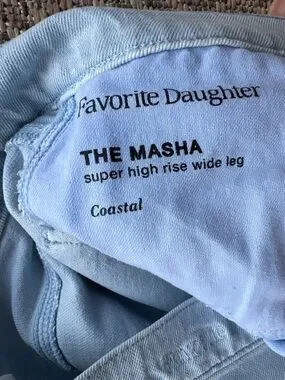 Favorite Daughter
THE MASHA
super high rise wide leg
Coastal